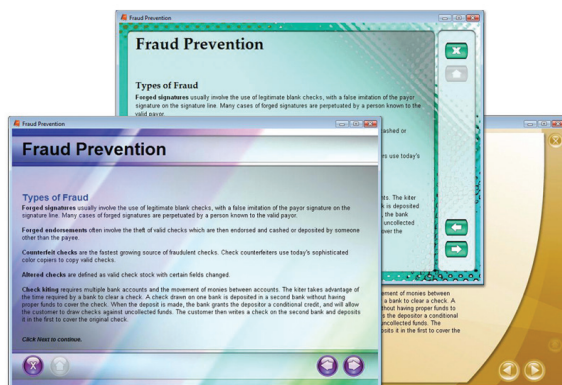 Fraud Prevention
Fraud Prevention
Types of Fraud
Forged signatures usually involve the use of legitimate blank checks, with a false imitation of the payor
signature on the signature line. Many cases of forged signatures are perpetuated by a person known to the
valid payor.
cashed or
ers use today's
nts. The kiter
k is deposited
, the bank
uncollected
over the
Fraud Prevention
Fraud Prevention
Types of Fraud
Forged signatures usually involve the use of legitimate blank checks, with a false imitation of the payor signature on the
signature line. Many cases of forged signatures are perpetuated by a person known to the valid payor.
Forged endorsements often involve the theft of valid checks which are then endorsed and cashed or deposited by someone
other than the payee.
Counterfeit checks are the fastest growing source of fraudulent checks. Check counterfeiters use today's sophisticated
color copiers to copy valid checks.
Altered checks are defined as valid check stock with certain fields changed.
Check kiting requires multiple bank accounts and the movement of monies between accounts. The kiter takes advantage of
the time required by a bank to clear a check. A check drawn on one bank is deposited in a second bank without having
proper funds to cover the check. When the deposit is made, the bank grants the depositor a conditional credit, and will allow
the customer to draw checks against uncollected funds. The customer then writes a check on the second bank and deposits
it in the first to cover the original check.
Click Next to continue.
ement of monies between
a bank to clear a check. A
thout having proper funds to
s the depositor a conditional
uncollected funds. The
osits it in the first to cover the